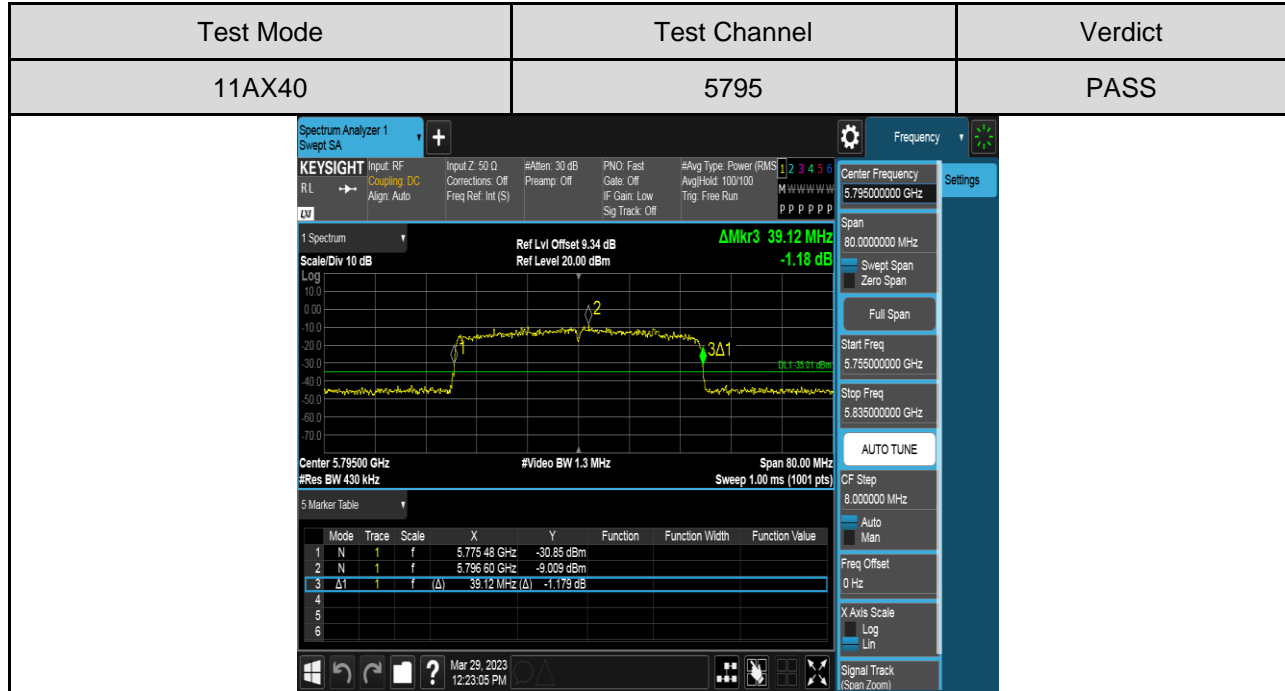 Test Mode Test Channel Verdict
11AX40 5795 PASS
Spectrum Analyzer 1
Swept SA
+
Frequency
KEYSIGHT Input: RF Input Z: 50 Ω #Atten: 30 dB PNO: Fast #Avg Type: Power (RMS 1 2 3 4 5 6
RL Coupling: DC Corrections: Off Preamp: Off Gate: Off Avg|Hold: 100/100 M W W W W W
Align: Auto Freq Ref: Int (S) IF Gain: Low Trig: Free Run
LXI Sig Track: Off P P P P P P
1 Spectrum Ref Lvl Offset 9.34 dB ΔMkr3 39.12 MHz
Scale/Div 10 dB Ref Level 20.00 dBm -1.18 dB
Log
10.0
0.00
-10.0
-20.0
-30.0
-40.0
-50.0
-60.0
-70.0
1
2
3Δ1
DL1 -35.01 dBm
Center 5.79500 GHz #Video BW 1.3 MHz Span 80.00 MHz
#Res BW 430 kHz Sweep 1.00 ms (1001 pts)
5 Marker Table
Mode Trace Scale X Y Function Function Width Function Value
1 N 1 f 5.775 48 GHz -30.85 dBm
2 N 1 f 5.796 60 GHz -9.009 dBm
3 Δ1 1 f (Δ) 39.12 MHz (Δ) -1.179 dB
4
5
6
?
Mar 29, 2023
12:23:05 PM
Center Frequency
5.795000000 GHz
Settings
Span
80.0000000 MHz
Swept Span
Zero Span
Full Span
Start Freq
5.755000000 GHz
Stop Freq
5.835000000 GHz
AUTO TUNE
CF Step
8.000000 MHz
Auto
Man
Freq Offset
0 Hz
X Axis Scale
Log
Lin
Signal Track
(Span Zoom)